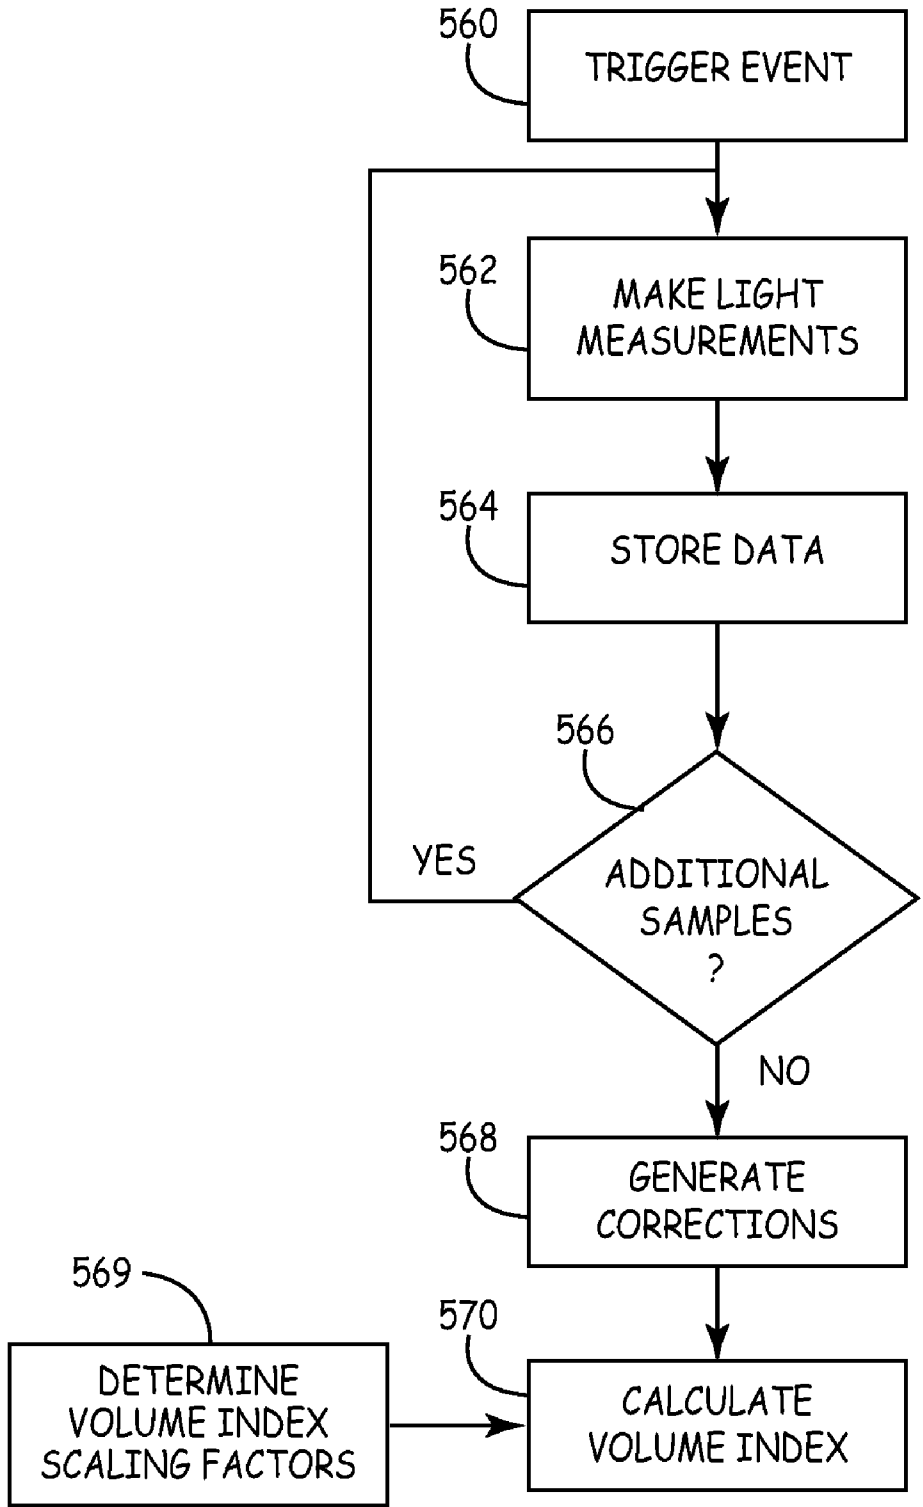 560
TRIGGER EVENT
562
MAKE LIGHT
MEASUREMENTS
564
STORE DATA
566
YES
ADDITIONAL
SAMPLES
?
NO
568
GENERATE
CORRECTIONS
569
DETERMINE
VOLUME INDEX
SCALING FACTORS
570
CALCULATE
VOLUME INDEX